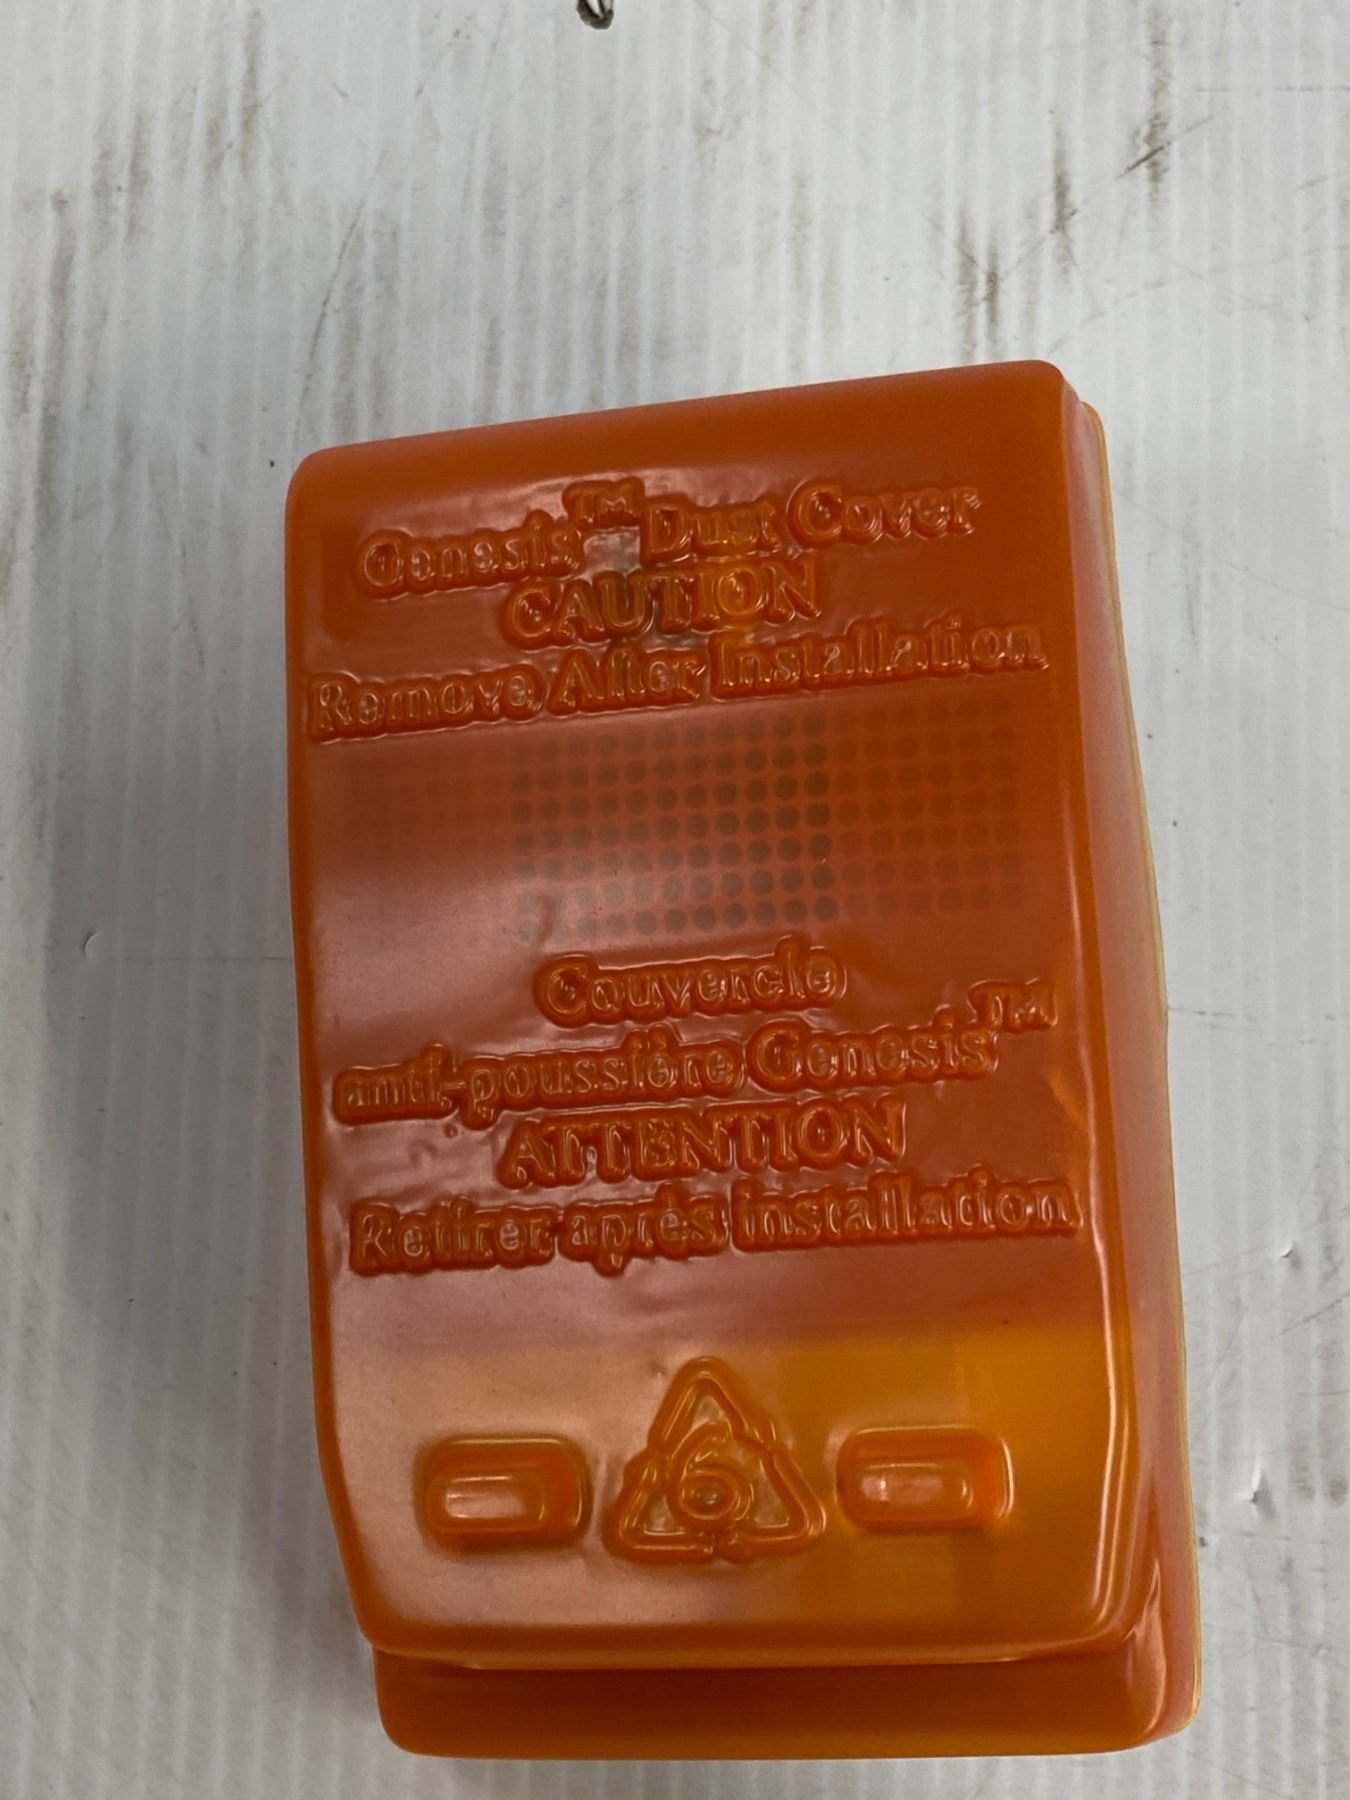 Genesis™ Dust Cover
CAUTION
Remove After Installation
Couvercle
anti-poussière Genesis™
ATTENTION
Retirer après installation
6